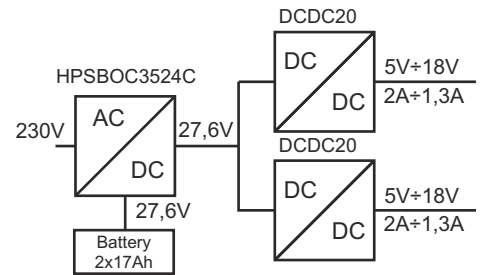 DCDC20
DC
DC
5V÷18V
2A÷1,3A
HPSBOC3524C
230V
AC
DC
27,6V
27,6V
Battery
2x17Ah
DCDC20
DC
DC
5V÷18V
2A÷1,3A